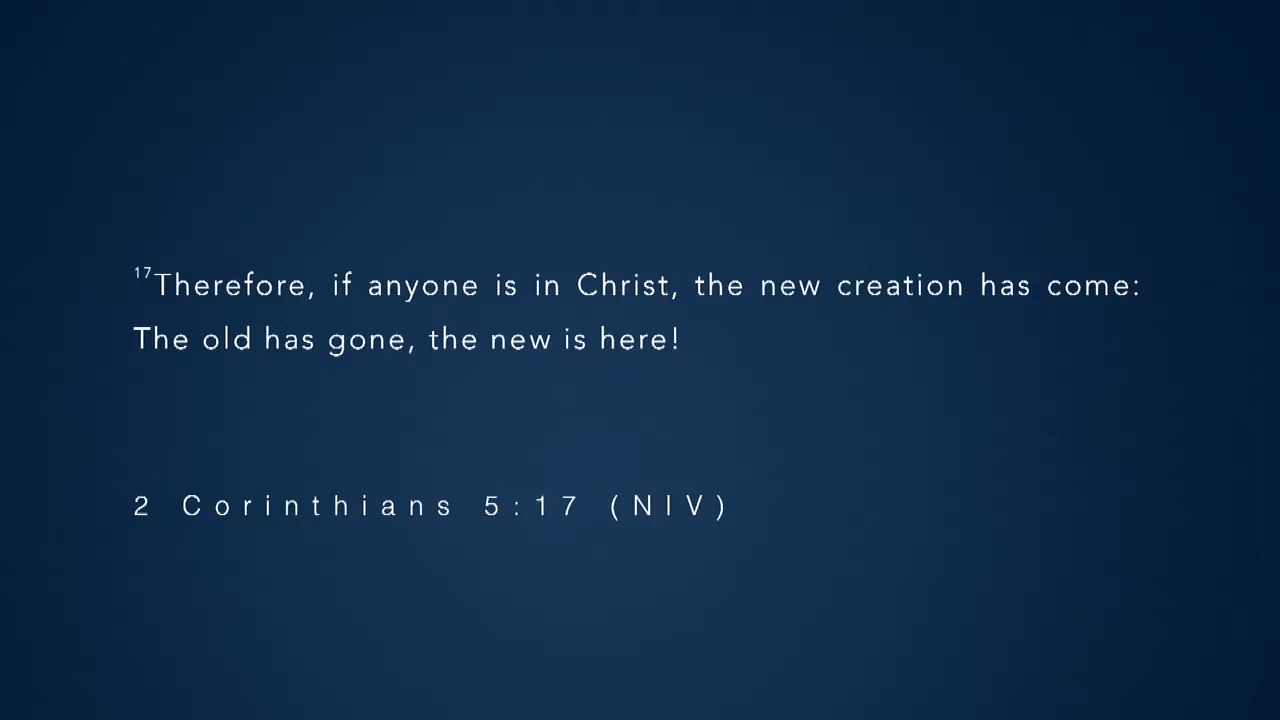 17Therefore, if anyone is in Christ, the new creation has come:
The old has gone, the new is here!
2 Corinthians 5:17 (NIV)